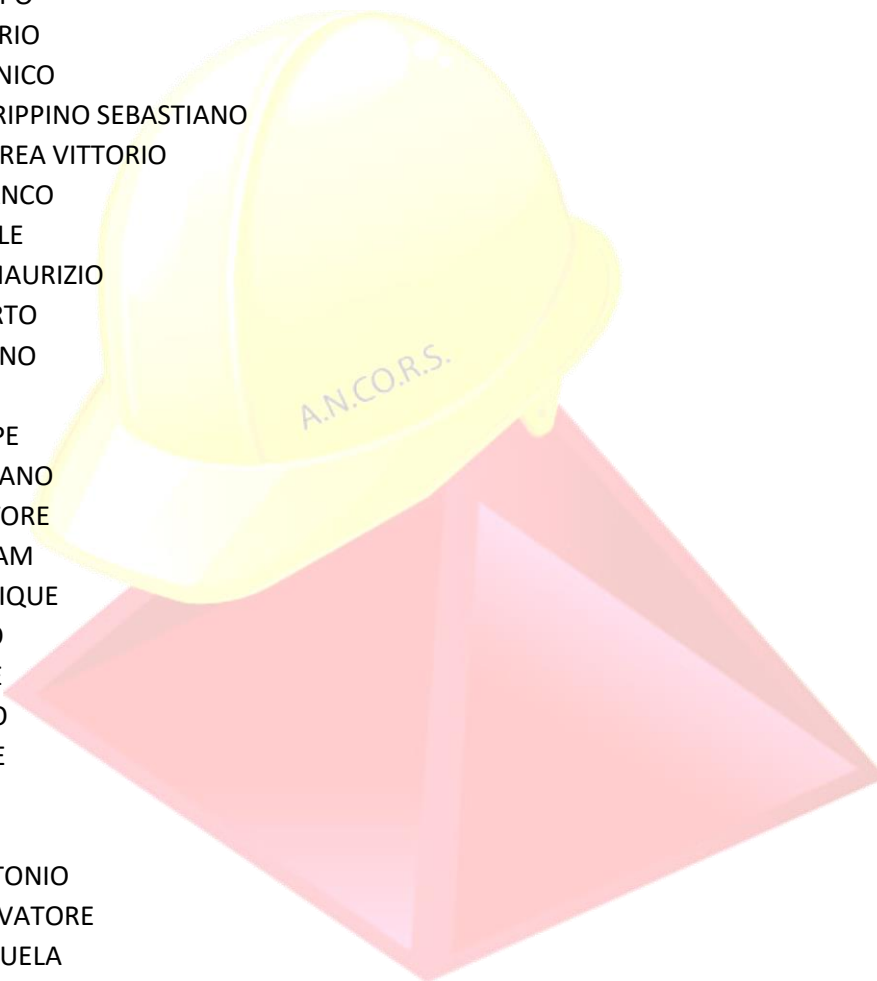 RIO
NICO
RIPPINO SEBASTIANO
REA VITTORIO
NCO
LE
MAURIZIO
RTO
NO
A.N.CO.R.S.
PE
ANO
TORE
AM
IQUE
O
E
O
E
TONIO
VATORE
UELA